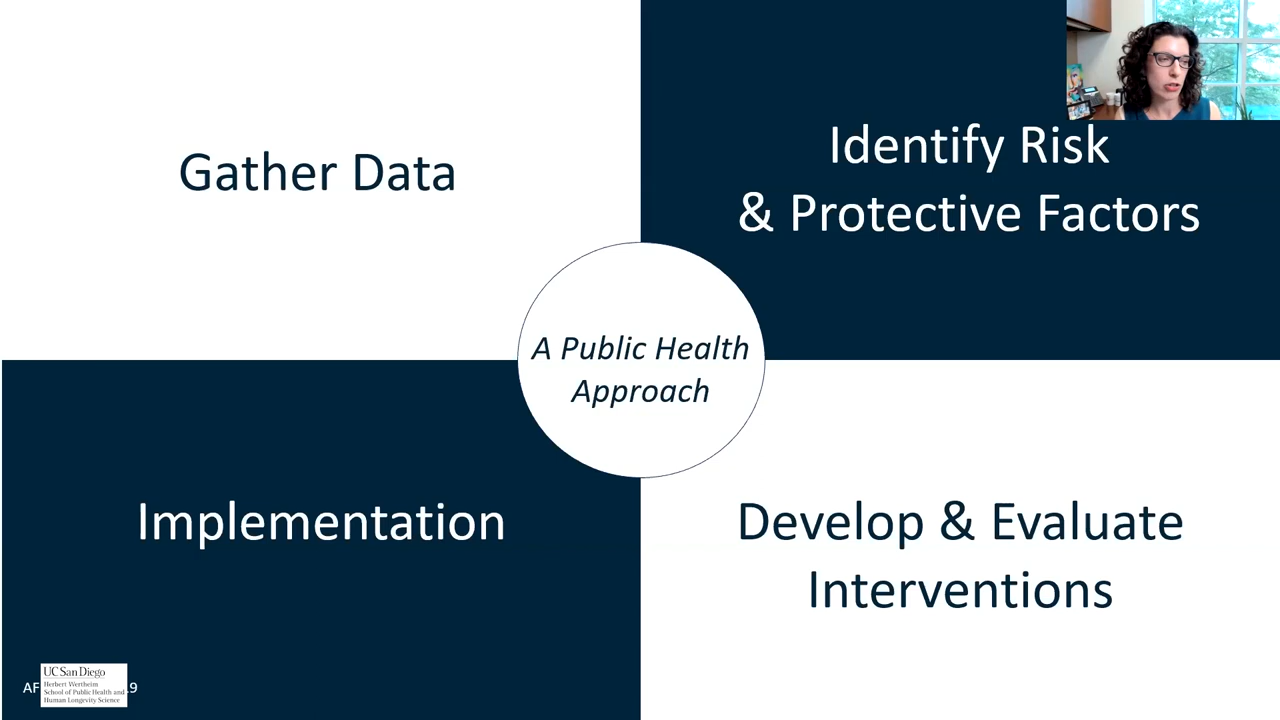 Gather Data
Identify Risk
& Protective Factors
A Public Health
Approach
Implementation
Develop & Evaluate
Interventions
UC San Diego
Herbert Wertheim
School of Public Health and
Human Longevity Science